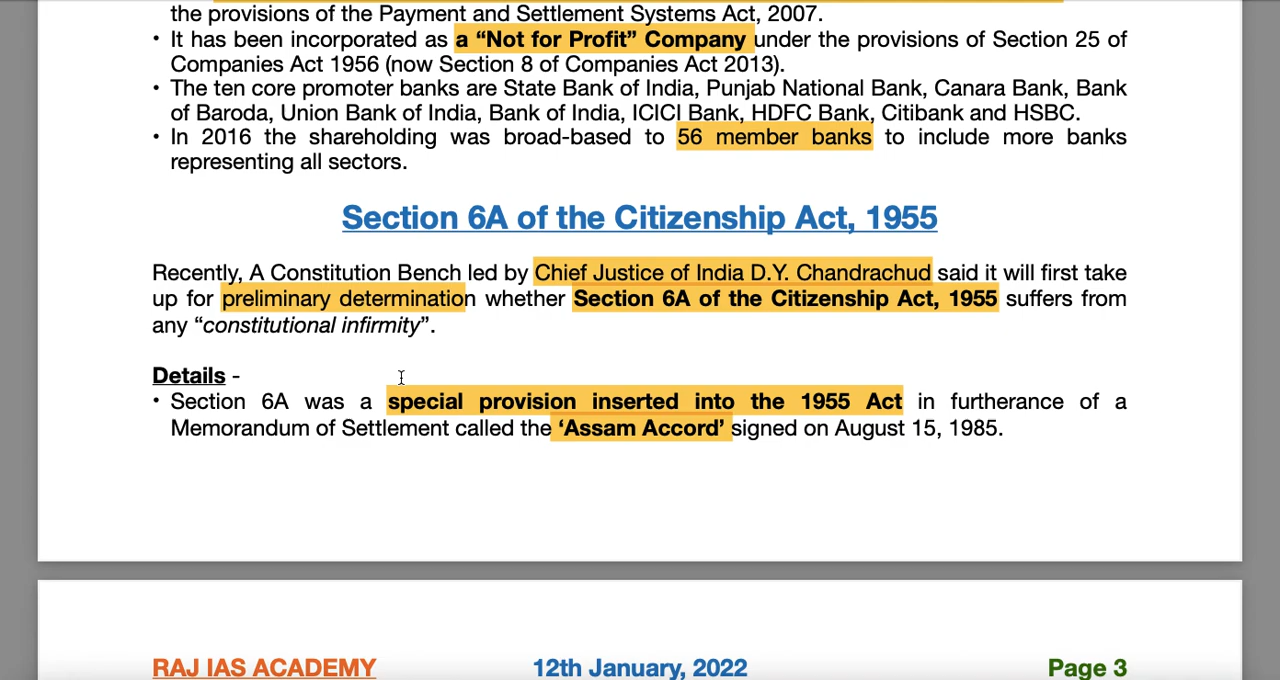 the provisions of the Payment and Settlement Systems Act, 2007.
• It has been incorporated as a “Not for Profit” Company under the provisions of Section 25 of
Companies Act 1956 (now Section 8 of Companies Act 2013).
• The ten core promoter banks are State Bank of India, Punjab National Bank, Canara Bank, Bank
of Baroda, Union Bank of India, Bank of India, ICICI Bank, HDFC Bank, Citibank and HSBC.
• In 2016 the shareholding was broad-based to 56 member banks to include more banks
representing all sectors.
Section 6A of the Citizenship Act, 1955
Recently, A Constitution Bench led by Chief Justice of India D.Y. Chandrachud said it will first take
up for preliminary determination whether Section 6A of the Citizenship Act, 1955 suffers from
any “constitutional infirmity”.
Details -
• Section 6A was a special provision inserted into the 1955 Act in furtherance of a
Memorandum of Settlement called the ‘Assam Accord’ signed on August 15, 1985.
RAJ IAS ACADEMY 12th January, 2022 Page 3